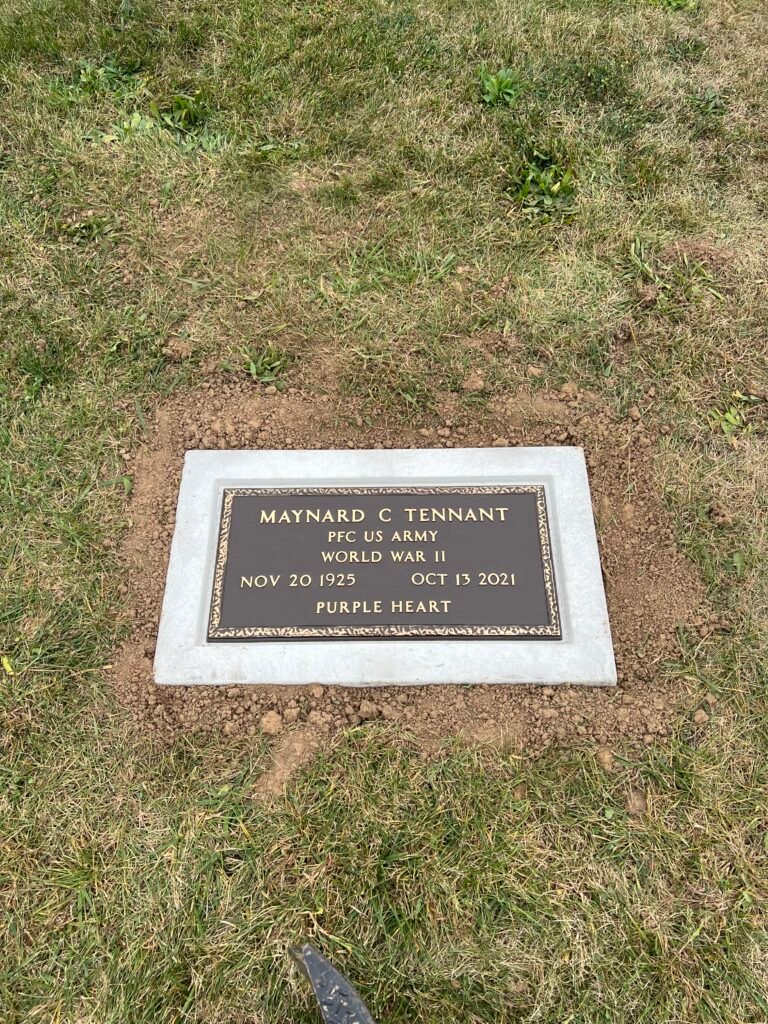 MAYNARD C TENNANT
PFC US ARMY
WORLD WAR II
NOV 20 1925 OCT 13 2021
PURPLE HEART